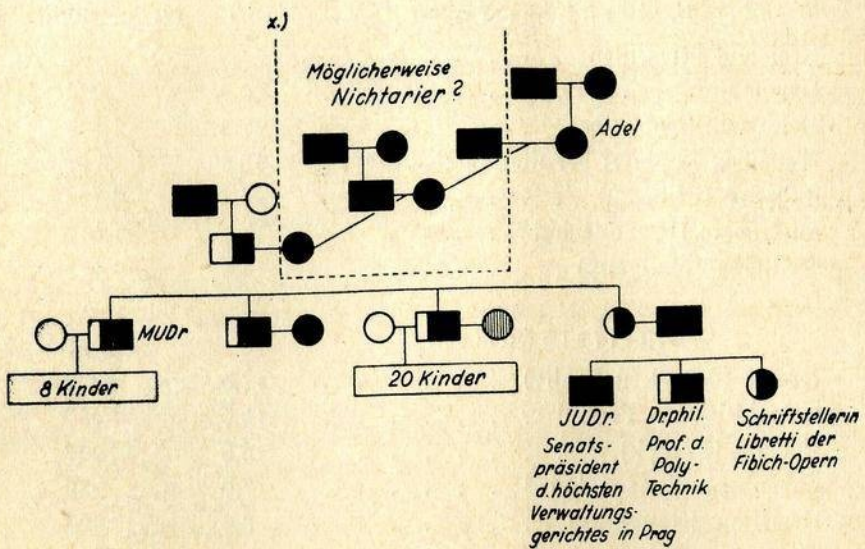 x.)
Möglicherweise
Nichtarier?
Adel
MUDr
8 Kinder
20 Kinder
JUDr.
Senats-
präsident
d. höchsten
Verwaltungs-
gerichtes in Prag
Dr.phil.
Prof. d.
Poly-
Technik
Schriftstellerin
Libretti der
Fibich-Opern